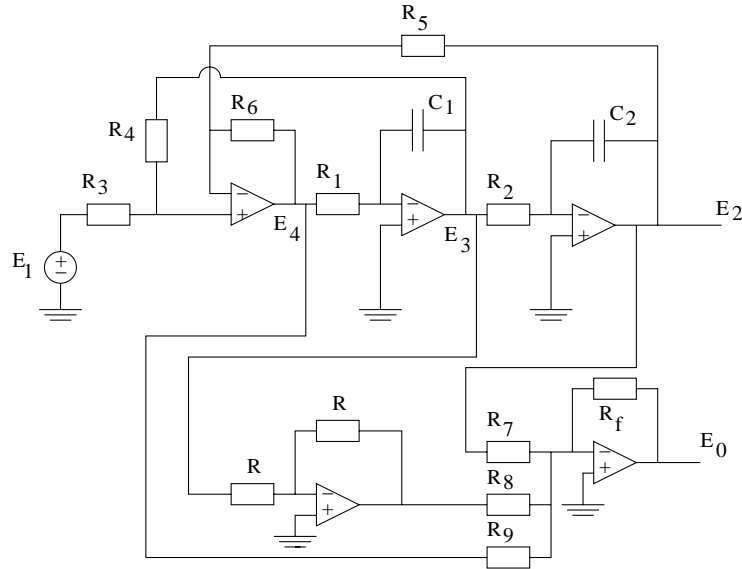 R5
R6
C1
C2
R4
R1
R2
R3
E4
E3
E2
E1
+
−
−
+
−
+
−
+
R
R
R7
Rf
E0
R8
R9
−
+
−
+